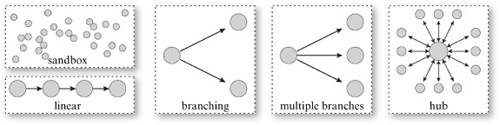 sandbox
linear
branching
multiple branches
hub